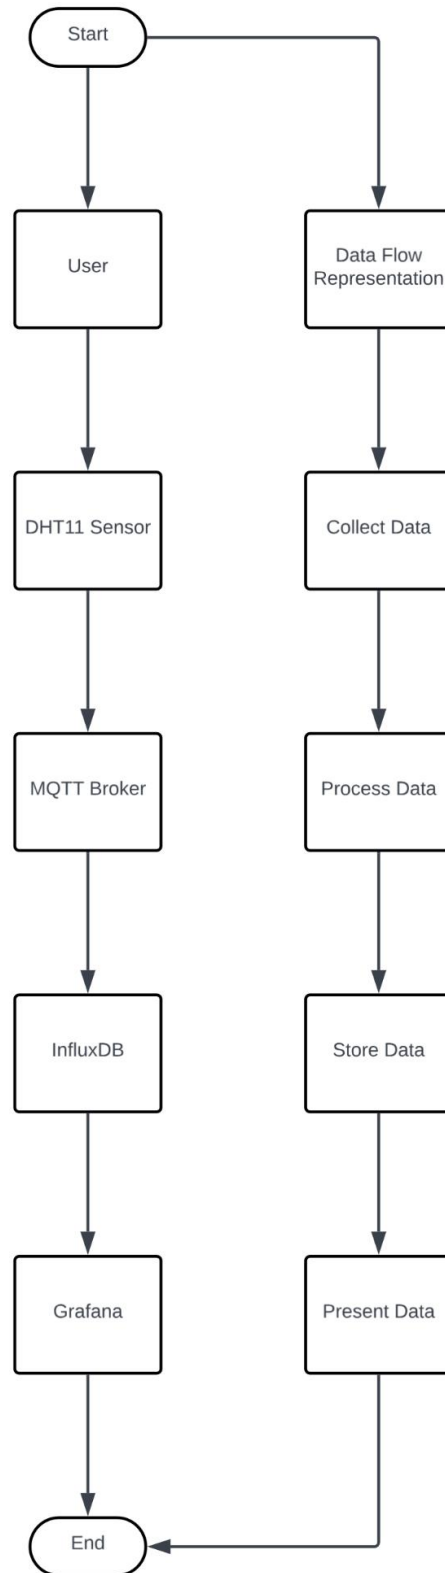 Start
User
Data Flow
Representation
DHT11 Sensor
Collect Data
MQTT Broker
Process Data
InfluxDB
Store Data
Grafana
Present Data
End